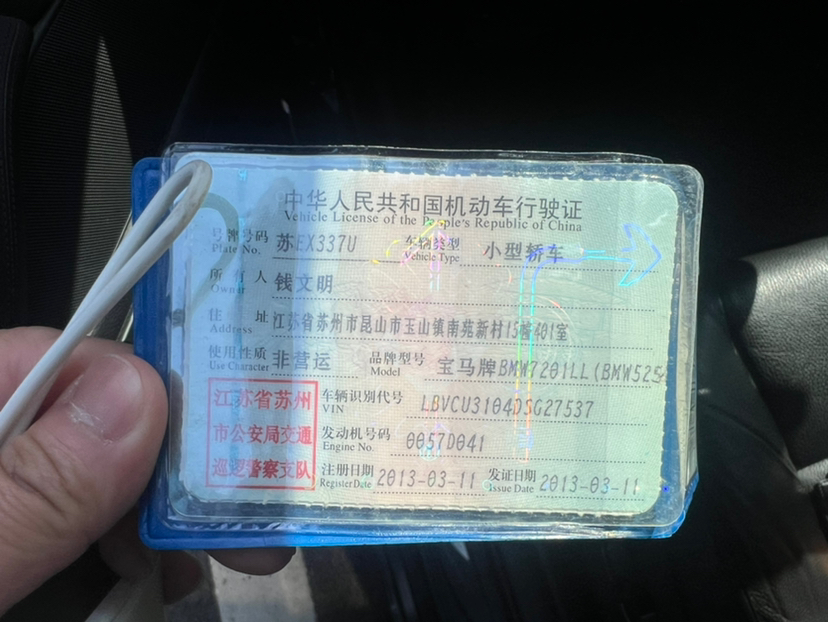 中华人民共和国机动车行驶证
Vehicle License of the People's Republic of China
号牌号码 Plate No. 苏EX337U 车辆类型 Vehicle Type 小型轿车
所有人 Owner 钱文明
住址 Address 江苏省苏州市昆山市玉山镇南苑新村15幢401室
使用性质 Use Character 非营运 品牌型号 Model 宝马牌BMW7201LL(BMW525
江苏省苏州 车辆识别代号 VIN LBVCU3104DSG27537
市公安局交通 发动机号码 Engine No. 0057D041
巡逻警察支队 注册日期 Register Date 2013-03-11 发证日期 Issue Date 2013-03-11